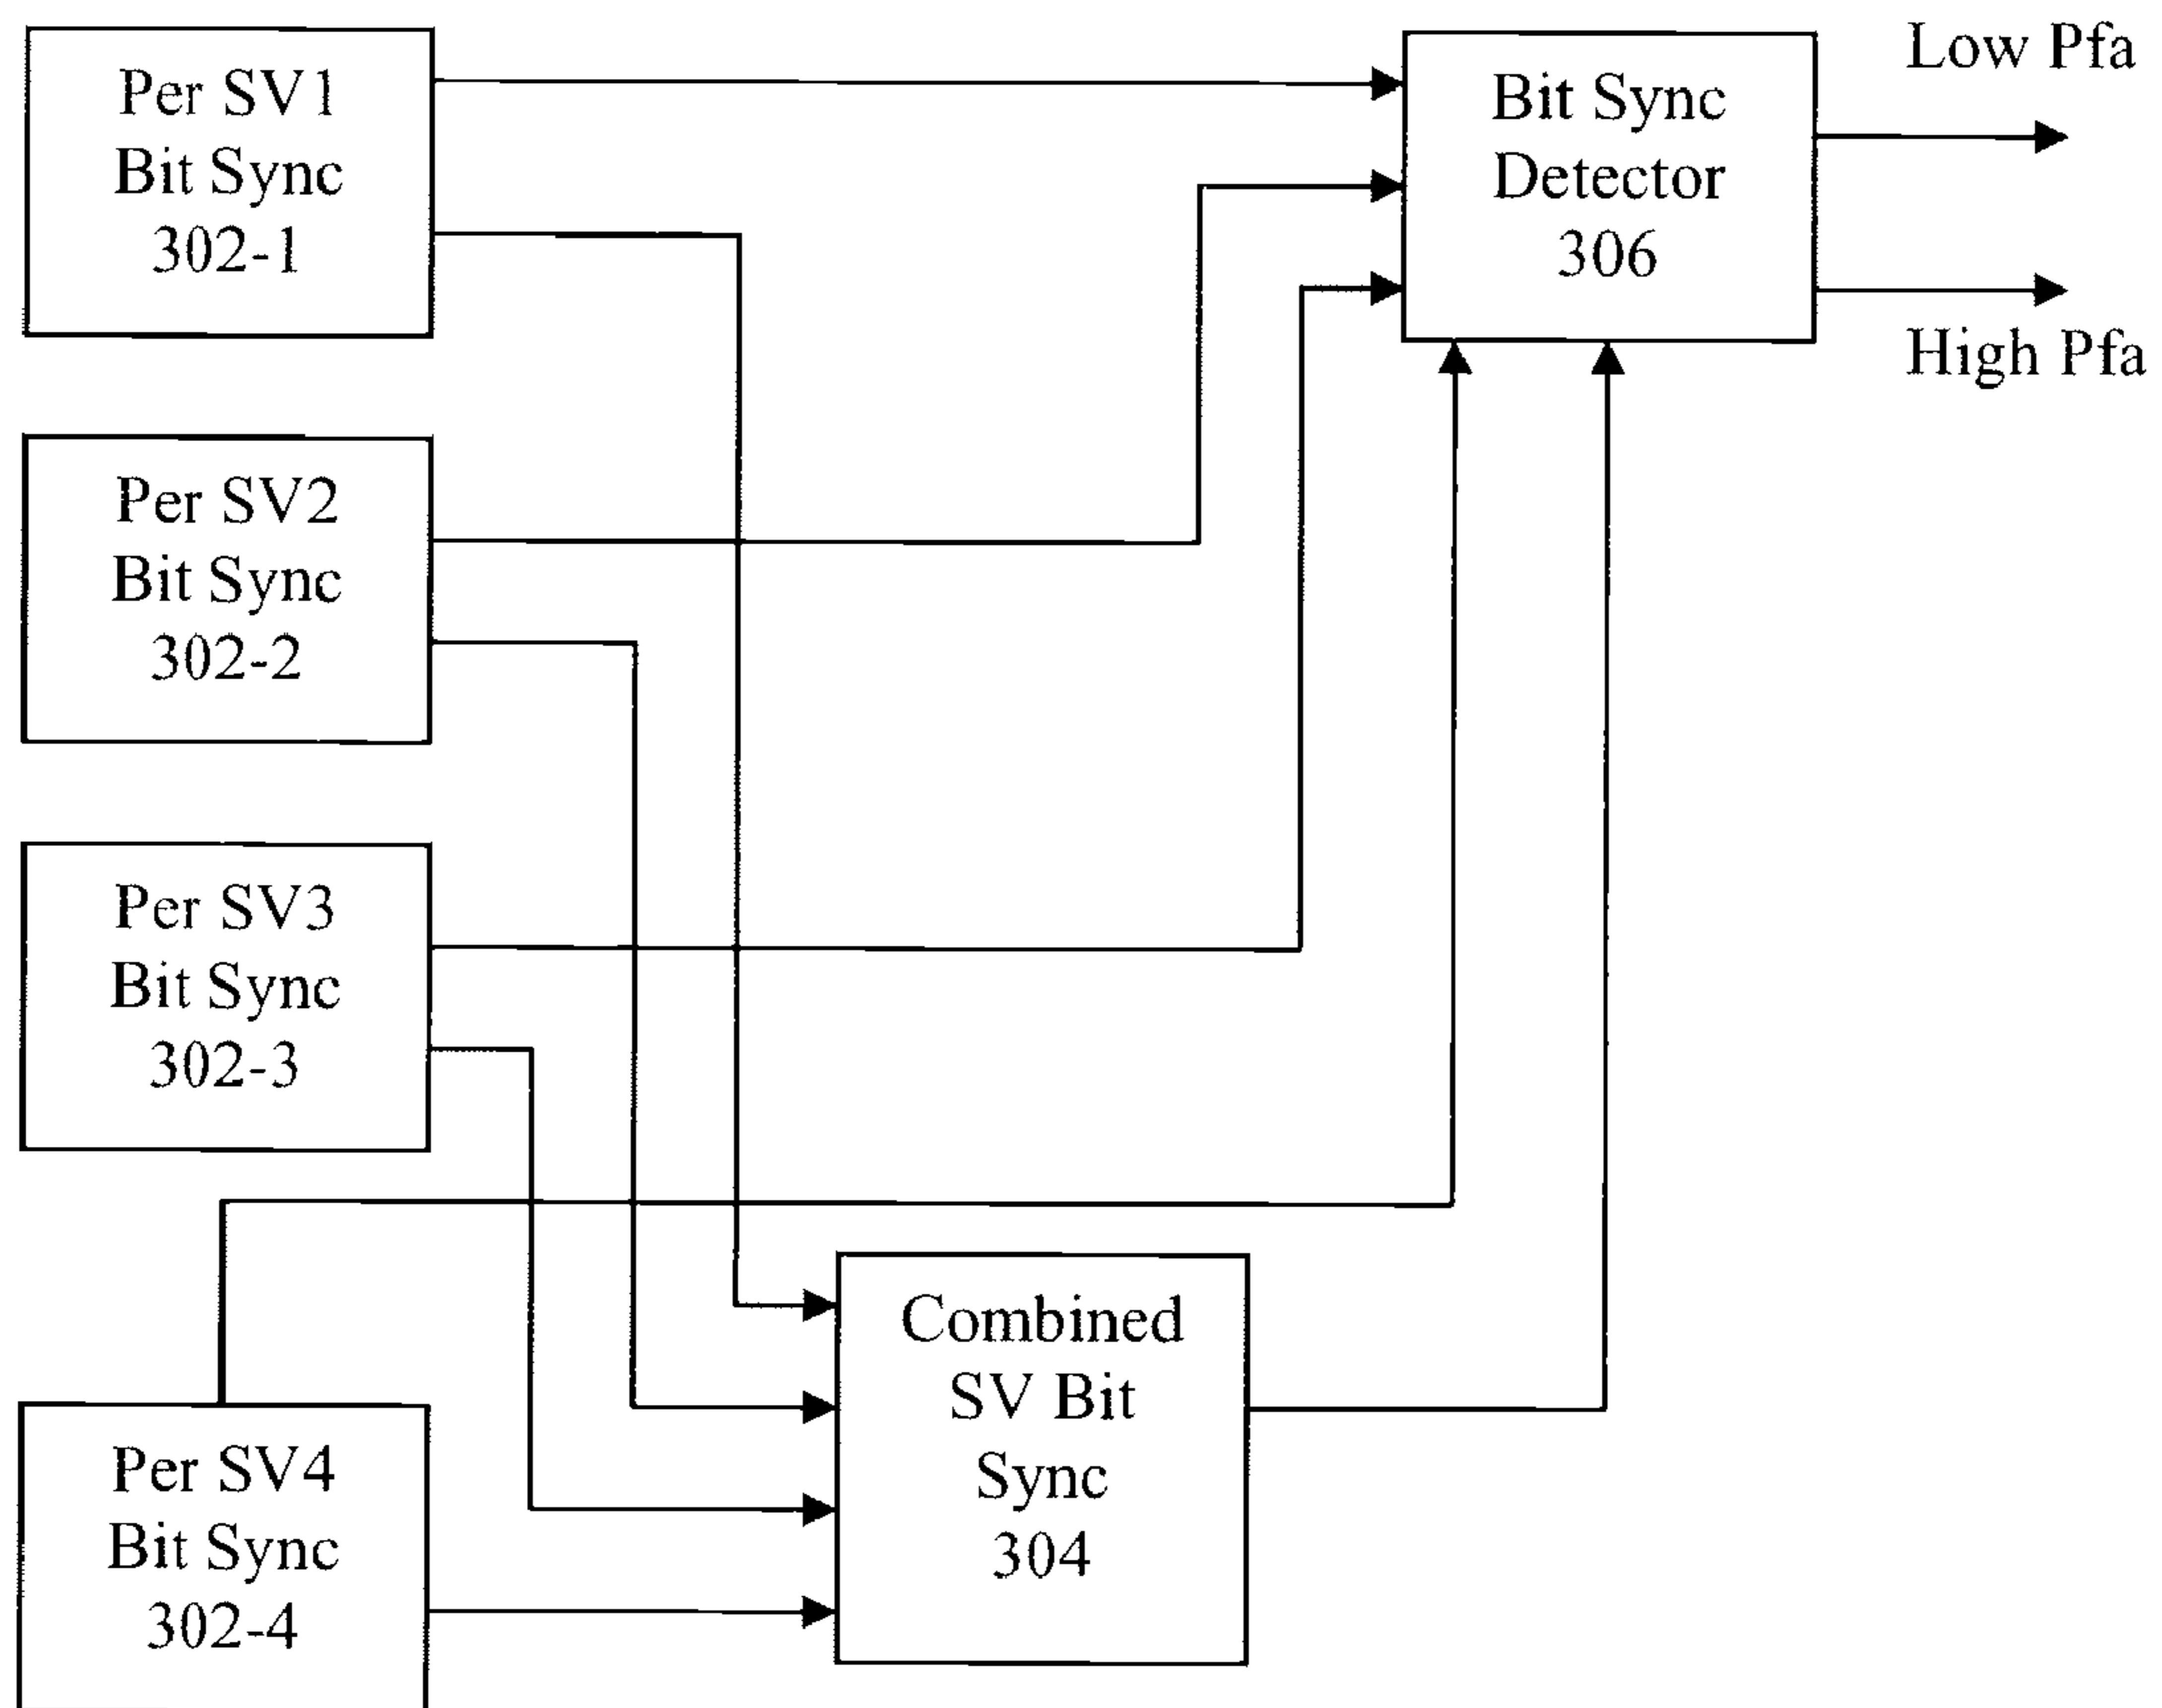 Per SV1
Bit Sync
302-1
Bit Sync
Detector
306
Low Pfa
High Pfa
Per SV2
Bit Sync
302-2
Per SV3
Bit Sync
302-3
Per SV4
Bit Sync
302-4
Combined
SV Bit
Sync
304